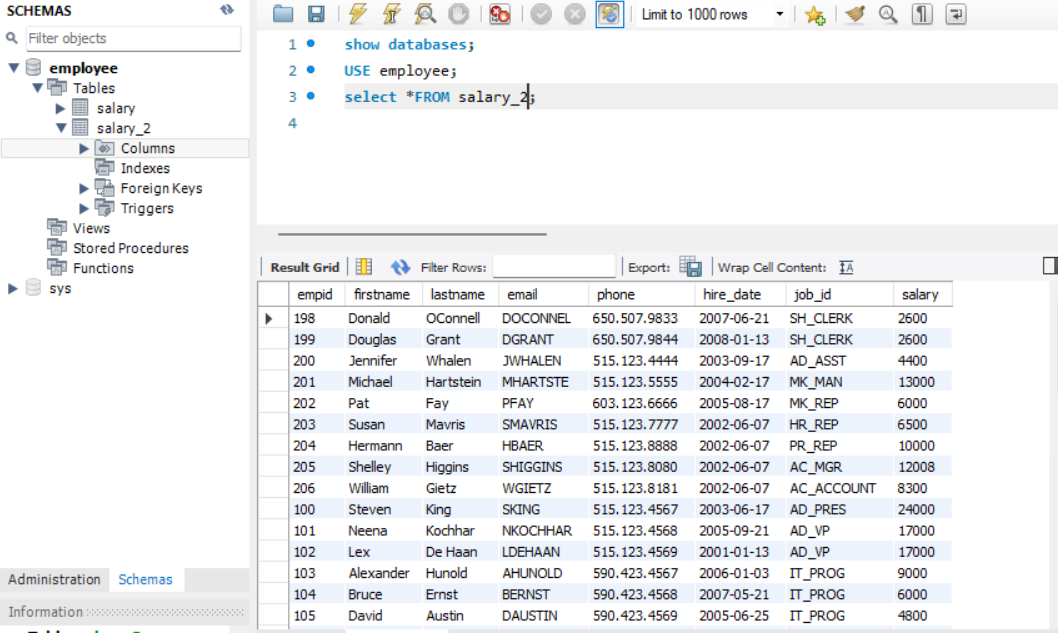 SCHEMAS
Filter objects
employee
Tables
salary
salary_2
Columns
Indexes
Foreign Keys
Triggers
Views
Stored Procedures
Functions
sys
Administration Schemas
Information
Limit to 1000 rows
1 show databases;
2 USE employee;
3 select *FROM salary_2;
4
Result Grid Filter Rows: Export: Wrap Cell Content: IA
empid firstname lastname email phone hire_date job_id salary
198 Donald OConnell DOCONNEL 650.507.9833 2007-06-21 SH_CLERK 2600
199 Douglas Grant DGRANT 650.507.9844 2008-01-13 SH_CLERK 2600
200 Jennifer Whalen JWHALEN 515.123.4444 2003-09-17 AD_ASST 4400
201 Michael Hartstein MHARTSTE 515.123.5555 2004-02-17 MK_MAN 13000
202 Pat Fay PFAY 603.123.6666 2005-08-17 MK_REP 6000
203 Susan Mavris SMAVRIS 515.123.7777 2002-06-07 HR_REP 6500
204 Hermann Baer HBAER 515.123.8888 2002-06-07 PR_REP 10000
205 Shelley Higgins SHIGGINS 515.123.8080 2002-06-07 AC_MGR 12008
206 William Gietz WGIETZ 515.123.8181 2002-06-07 AC_ACCOUNT 8300
100 Steven King SKING 515.123.4567 2003-06-17 AD_PRES 24000
101 Neena Kochhar NKOCHHAR 515.123.4568 2005-09-21 AD_VP 17000
102 Lex De Haan LDEHAAN 515.123.4569 2001-01-13 AD_VP 17000
103 Alexander Hunold AHUNOLD 590.423.4567 2006-01-03 IT_PROG 9000
104 Bruce Ernst BERNST 590.423.4568 2007-05-21 IT_PROG 6000
105 David Austin DAUSTIN 590.423.4569 2005-06-25 IT_PROG 4800